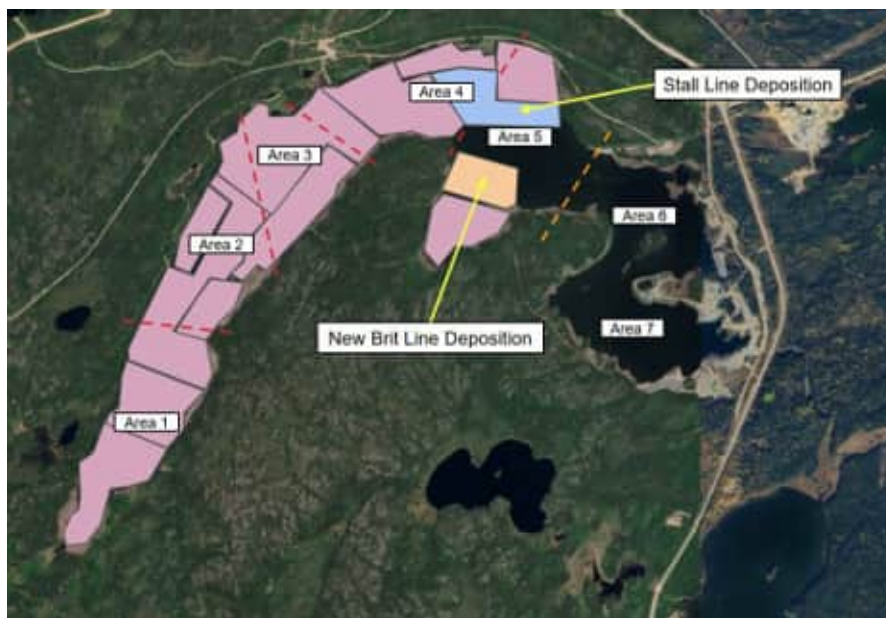 Stall Line Deposition
Area 4
Area 5
Area 3
Area 6
Area 2
Area 7
New Brit Line Deposition
Area 1